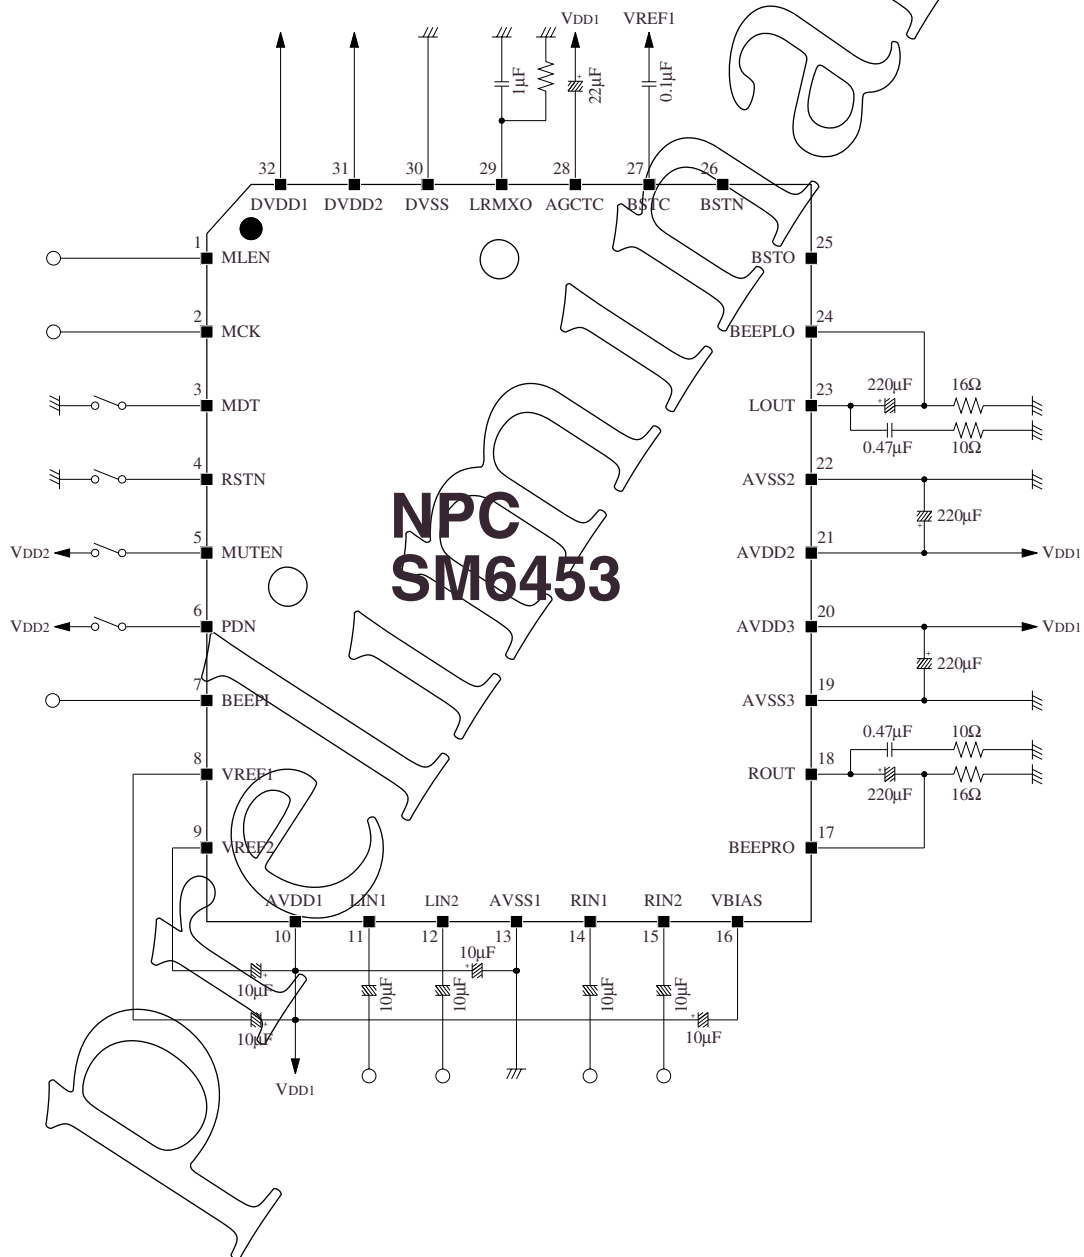 VDD1 VREF1
1μF 22μF 0.1μF
32 31 30 29 28 27 26
DVDD1 DVDD2 DVSS LRMXO AGCTC BSTC BSTN
1 MLEN
2 MCK
3 MDT
4 RSTN
VDD2 5 MUTEN
VDD2 6 PDN
7 BEEPI
8 VREF1
9 VREF2
NPC
SM6453
BSTO 25
BEEPLO 24
LOUT 23 220μF + 16Ω
0.47μF 10Ω
AVSS2 22
220μF +
AVDD2 21 VDD1
AVDD3 20 VDD1
220μF +
AVSS3 19
0.47μF 10Ω
ROUT 18
220μF + 16Ω
BEEPRO 17
AVDD1 LIN1 LIN2 AVSS1 RIN1 RIN2 VBIAS
10 11 12 13 14 15 16
10μF +
10μF +
10μF 10μF 10μF 10μF
10μF +
10μF +
VDD1
prelimina